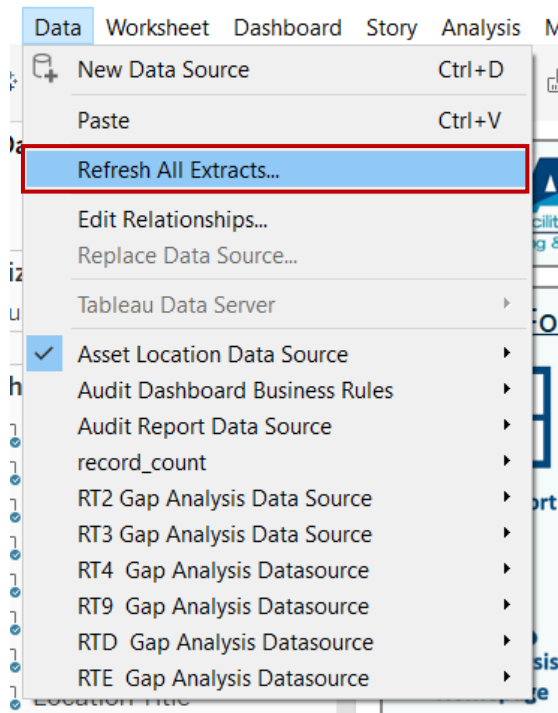 Data Worksheet Dashboard Story Analysis
New Data Source Ctrl+D
Paste Ctrl+V
Refresh All Extracts...
Edit Relationships...
Replace Data Source...
Tableau Data Server
Asset Location Data Source
Audit Dashboard Business Rules
Audit Report Data Source
record_count
RT2 Gap Analysis Data Source
RT3 Gap Analysis Data Source
RT4  Gap Analysis Datasource
RT9  Gap Analysis Datasource
RTD  Gap Analysis Datasource
RTE  Gap Analysis Datasource